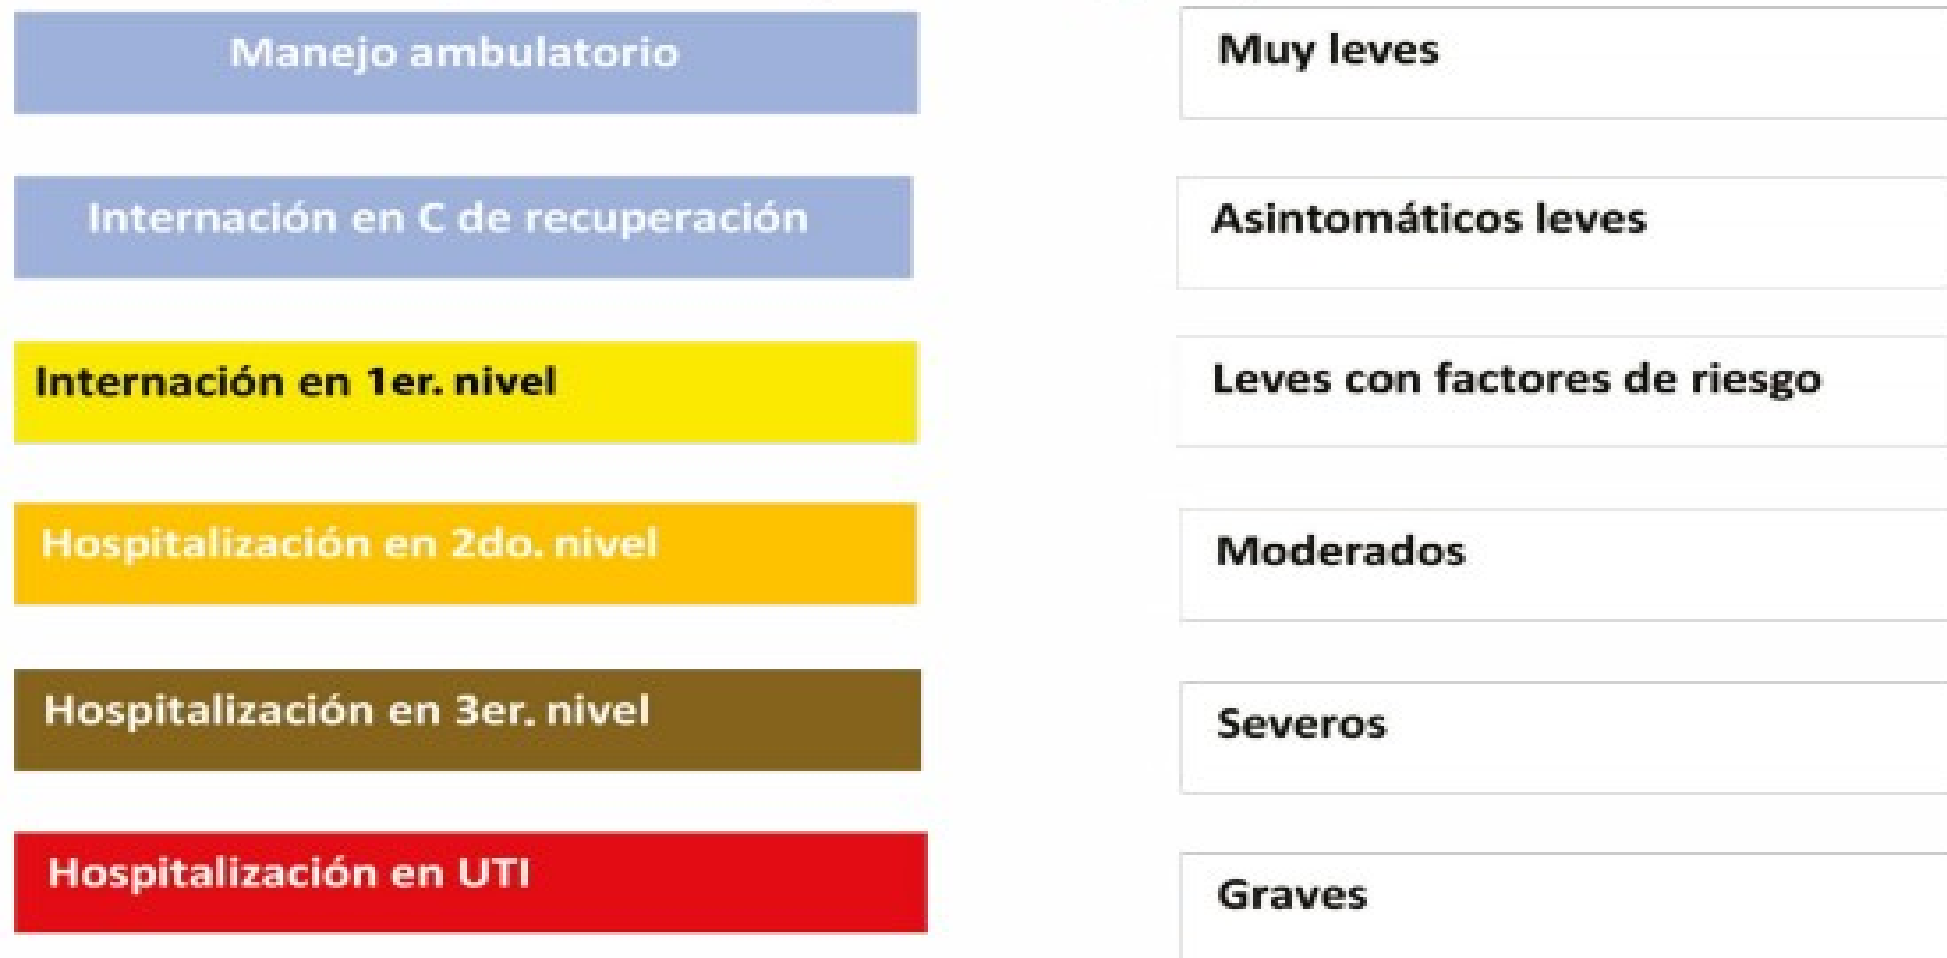 Manejo ambulatorio
Muy leves
Internación en C de recuperación
Asintomáticos leves
Internación en 1er. nivel
Leves con factores de riesgo
Hospitalización en 2do. nivel
Moderados
Hospitalización en 3er. nivel
Severos
Hospitalización en UTI
Graves